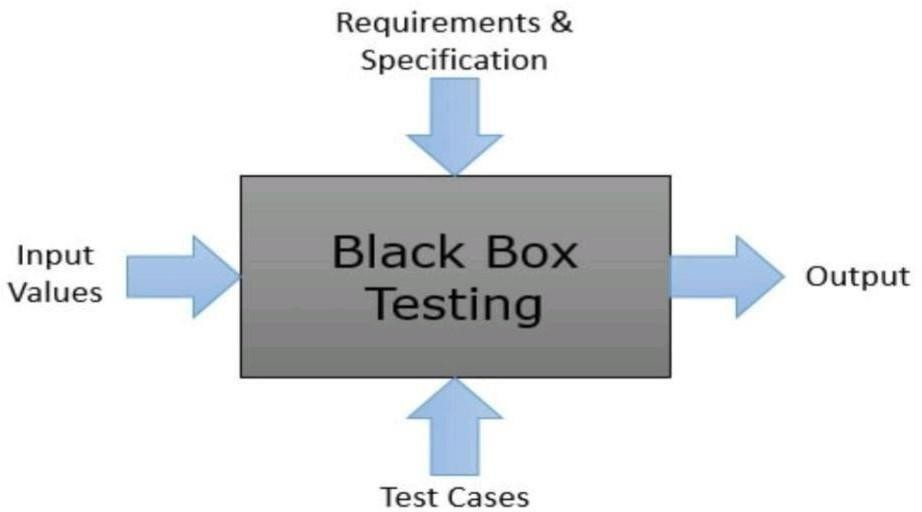 Requirements &
Specification
Input
Values
Black Box
Testing
Output
Test Cases